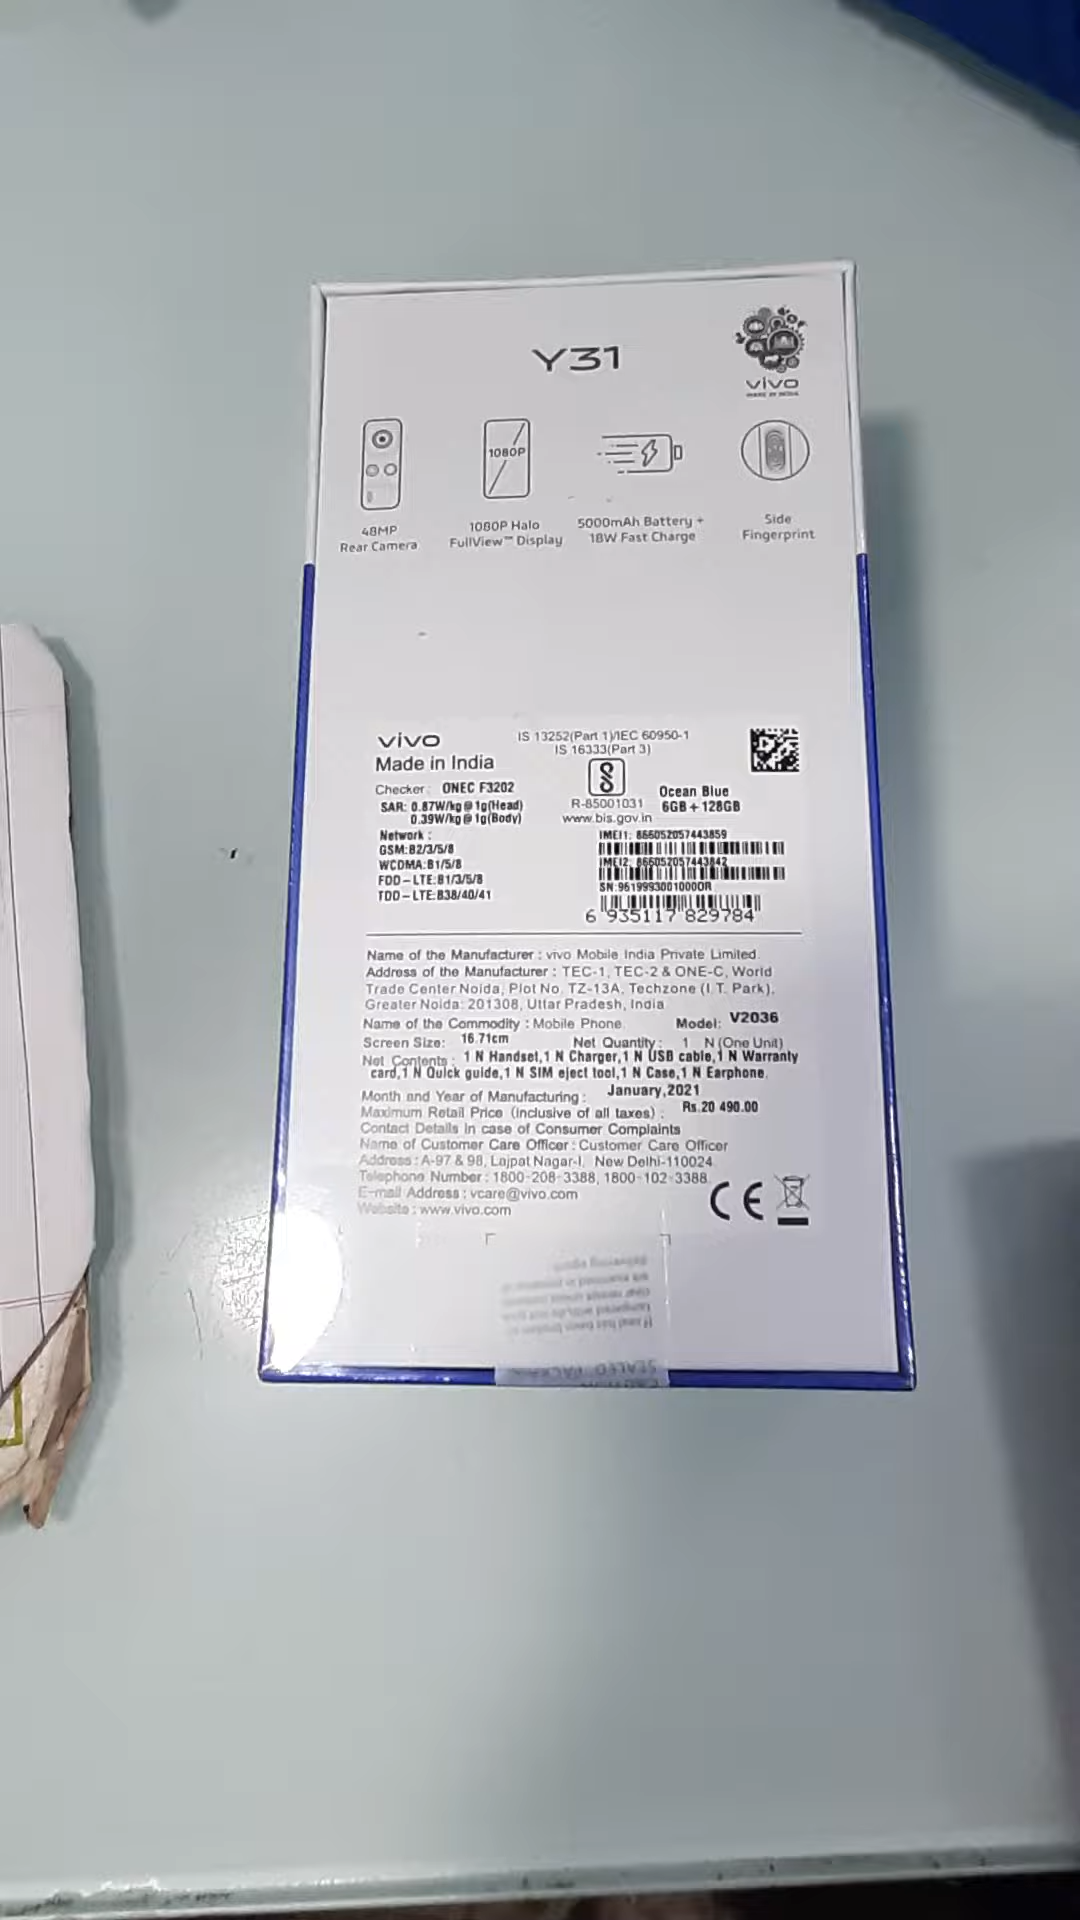 Y31
vivo
MADE IN INDIA
1080P
48MP
Rear Camera
1080P Halo
FullView™ Display
5000mAh Battery +
18W Fast Charge
Side
Fingerprint
vivo
Made in India
IS 13252(Part 1)/IEC 60950-1
IS 16333(Part 3)
Checker: ONEC F3202
SAR: 0.87W/kg@1g(Head)
0.39W/kg@1g(Body)
R-85001031
www.bis.gov.in
Ocean Blue
6GB+128GB
Network :
GSM:B2/3/5/8
WCDMA:B1/5/8
FDD-LTE:B1/3/5/8
TDD-LTE:B38/40/41
IMEI1: 866052057443859
IMEI2: 866052057443842
SN:9619993001000OR
6 935117 829784
Name of the Manufacturer : vivo Mobile India Private Limited.
Address of the Manufacturer : TEC-1, TEC-2 & ONE-C, World
Trade Center Noida, Plot No. TZ-13A, Techzone (I.T. Park),
Greater Noida: 201308, Uttar Pradesh, India
Name of the Commodity : Mobile Phone. Model: V2036
Screen Size: 16.71cm Net Quantity: 1 N (One Unit)
Net Contents : 1 N Handset,1 N Charger,1 N USB cable,1 N Warranty
card,1 N Quick guide,1 N SIM eject tool,1 N Case,1 N Earphone.
Month and Year of Manufacturing : January,2021
Maximum Retail Price (inclusive of all taxes) : Rs.20 490.00
Contact Details in case of Consumer Complaints
Name of Customer Care Officer : Customer Care Officer
Address : A-97 & 98, Lajpat Nagar-I, New Delhi-110024
Telephone Number : 1800-208-3388, 1800-102-3388
E-mail Address : vcare@vivo.com
Website : www.vivo.com
CE